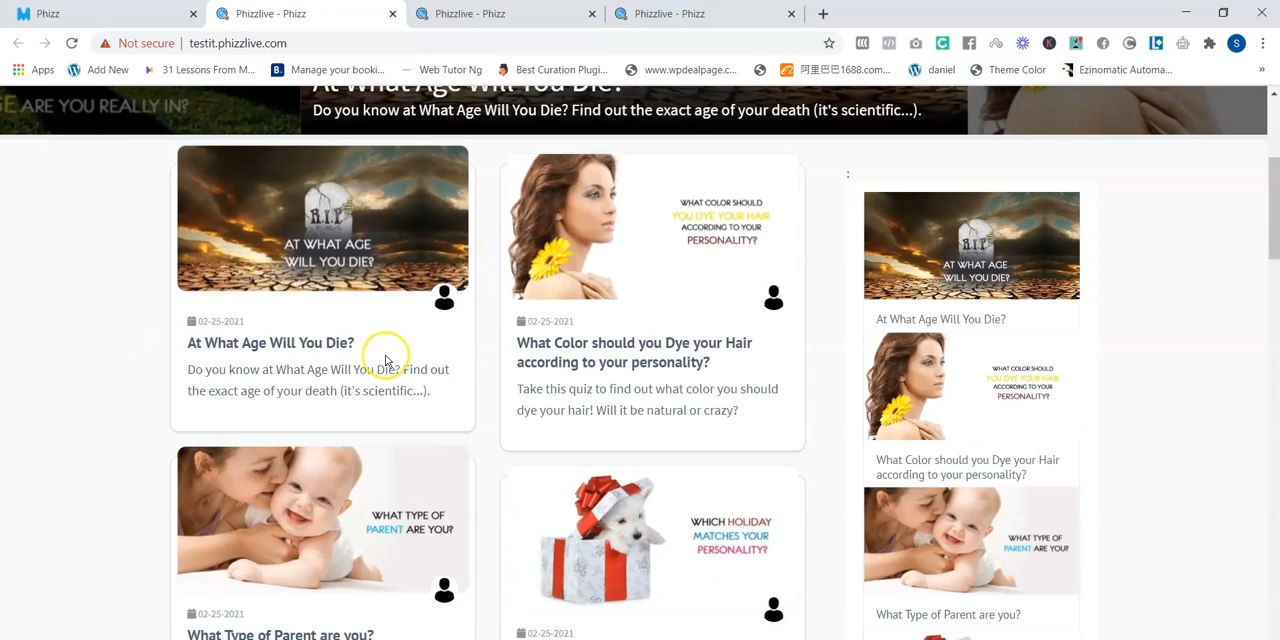 Phizz
Phizzlive - Phizz
Phizzlive - Phizz
Phizzlive - Phizz
Not secure | testit.phizzlive.com
Apps
Add New
31 Lessons From M...
Manage your booki...
Web Tutor Ng
Best Curation Plugi...
www.wpdealpage.c...
阿里巴巴1688.com...
daniel
Theme Color
Ezinomatic Automa...
»
E ARE YOU REALLY IN?
At What Age Will You Die?
Do you know at What Age Will You Die? Find out the exact age of your death (it's scientific...).
R.I.P
AT WHAT AGE
WILL YOU DIE?
02-25-2021
At What Age Will You Die?
Do you know at What Age Will You Die? Find out
the exact age of your death (it's scientific...).
WHAT COLOR SHOULD
YOU DYE YOUR HAIR
ACCORDING TO YOUR
PERSONALITY?
02-25-2021
What Color should you Dye your Hair
according to your personality?
Take this quiz to find out what color you should
dye your hair! Will it be natural or crazy?
WHAT TYPE OF
PARENT ARE YOU?
02-25-2021
What Type of Parent are you?
WHICH HOLIDAY
MATCHES YOUR
PERSONALITY?
02-25-2021
:
R.I.P
AT WHAT AGE
WILL YOU DIE?
At What Age Will You Die?
WHAT COLOR SHOULD
YOU DYE YOUR HAIR
ACCORDING TO YOUR
PERSONALITY?
What Color should you Dye your Hair
according to your personality?
WHAT TYPE OF
PARENT ARE YOU?
What Type of Parent are you?